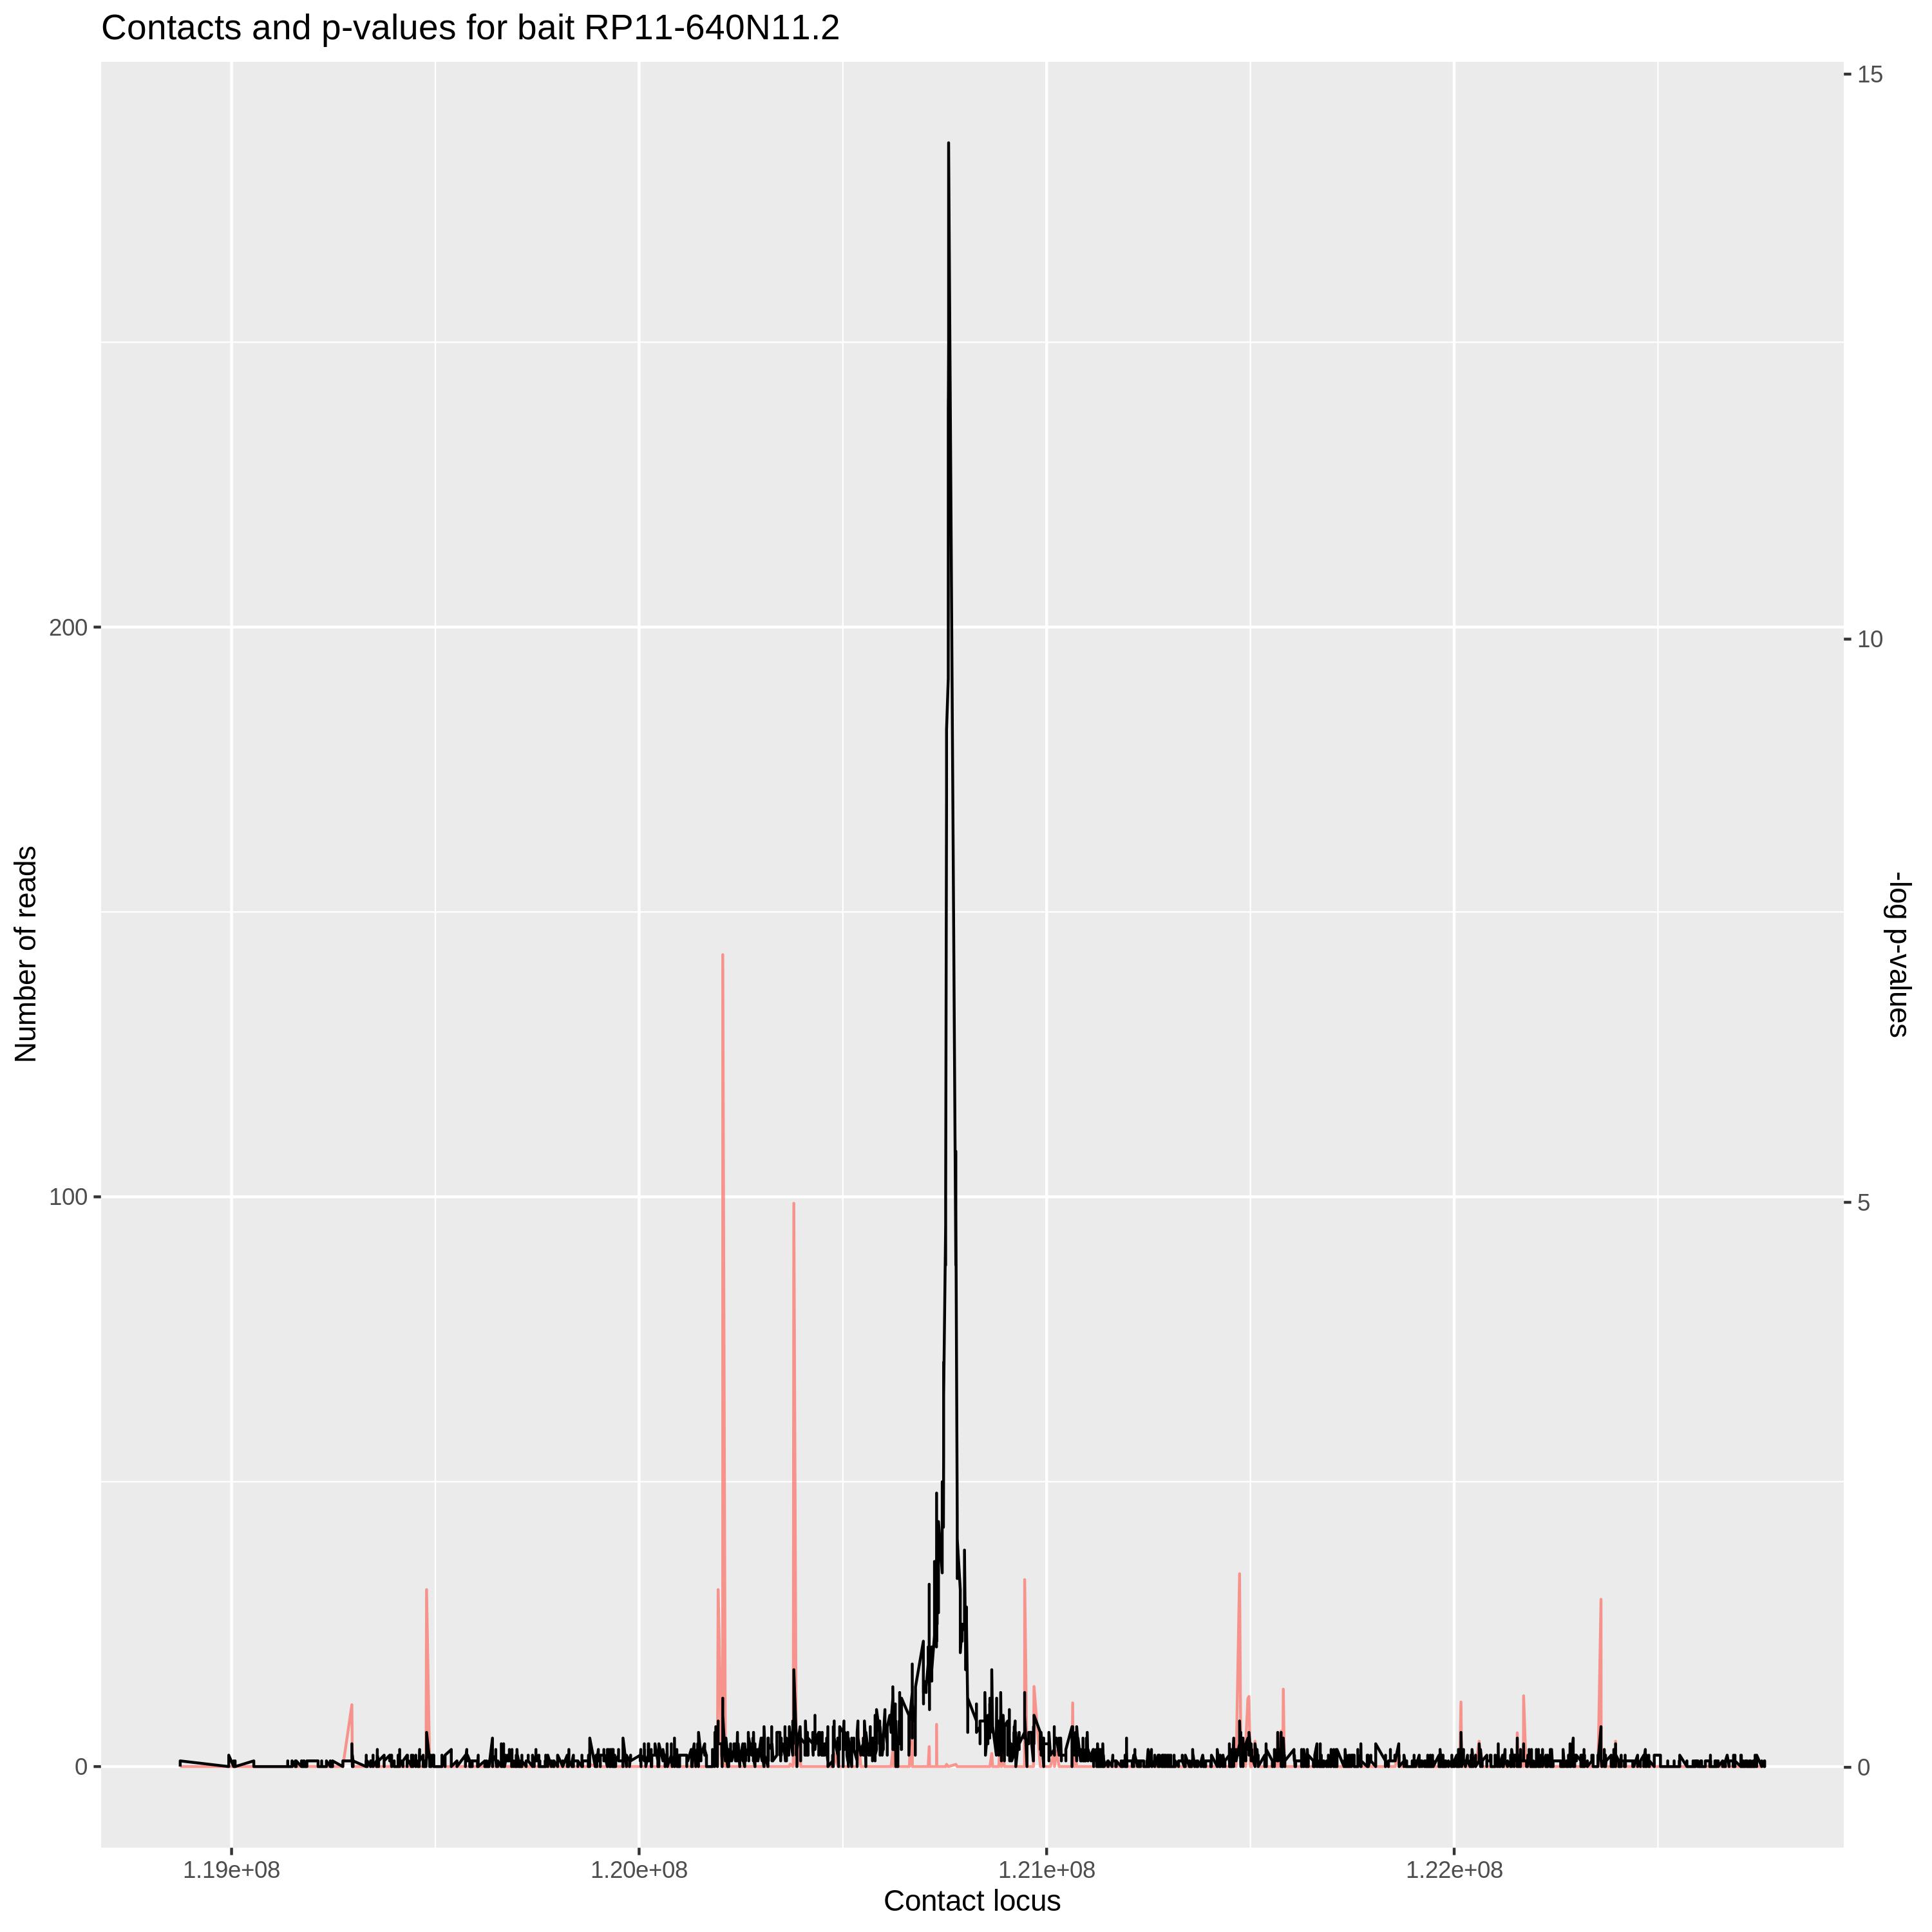 Contacts and p-values for bait RP11-640N11.2
15
200
10
Number of reads
-log p-values
100
5
0
0
1.19e+08
1.20e+08
1.21e+08
1.22e+08
Contact locus